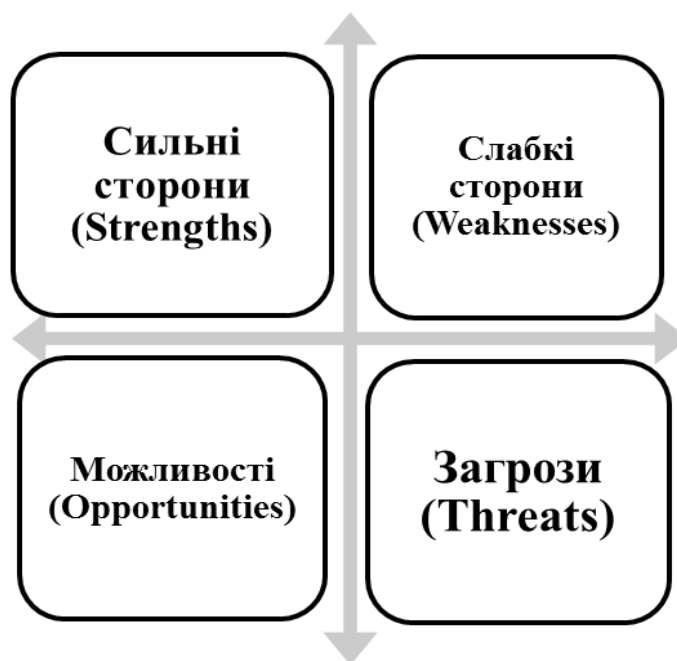 Сильні
сторони
(Strengths)
Слабкі
сторони
(Weaknesses)
Можливості
(Opportunities)
Загрози
(Threats)